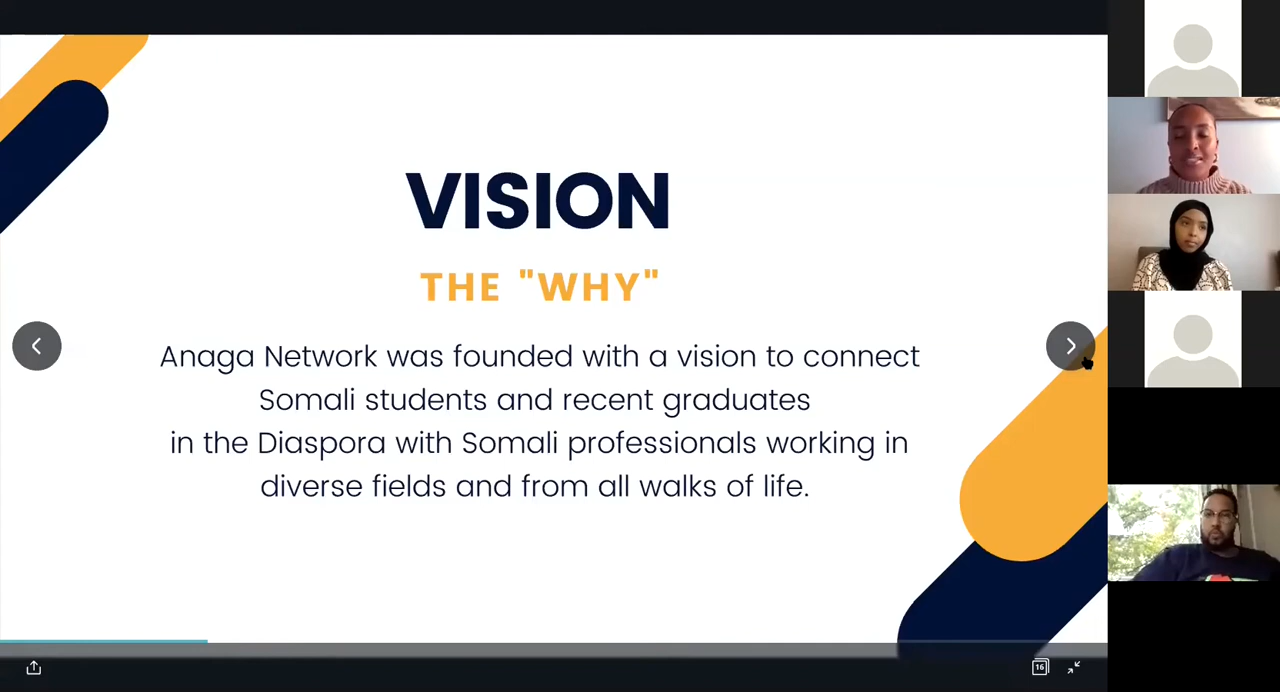 VISION
THE "WHY"
Anaga Network was founded with a vision to connect
Somali students and recent graduates
in the Diaspora with Somali professionals working in
diverse fields and from all walks of life.
16